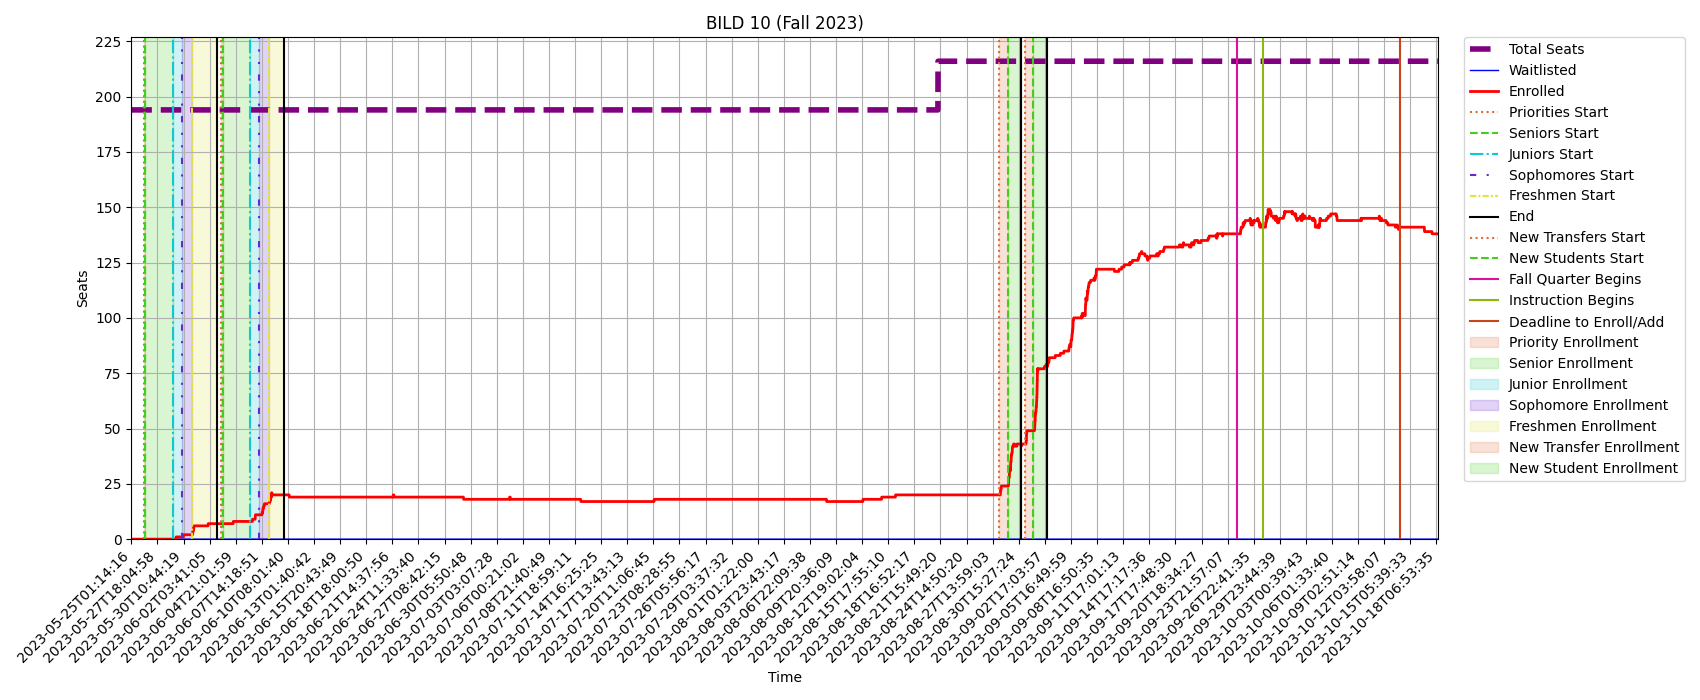 BILD 10 (Fall 2023)
Seats
225
200
175
150
125
100
75
50
25
0
2023-05-25T01:14:16
2023-05-27T18:04:58
2023-05-30T10:44:19
2023-06-02T03:41:05
2023-06-04T21:01:59
2023-06-07T14:18:51
2023-06-10T08:01:40
2023-06-13T01:40:42
2023-06-15T20:43:49
2023-06-18T18:00:50
2023-06-21T14:37:56
2023-06-24T11:33:40
2023-06-27T08:42:15
2023-06-30T05:50:48
2023-07-03T03:07:28
2023-07-06T00:21:02
2023-07-08T21:40:49
2023-07-11T18:59:11
2023-07-14T16:25:25
2023-07-17T13:43:13
2023-07-20T11:06:45
2023-07-23T08:28:55
2023-07-26T05:56:17
2023-07-29T03:37:32
2023-08-01T01:22:00
2023-08-03T23:43:17
2023-08-06T22:09:38
2023-08-09T20:36:09
2023-08-12T19:02:04
2023-08-15T17:55:10
2023-08-18T16:52:17
2023-08-21T15:49:20
2023-08-24T14:50:20
2023-08-27T13:59:03
2023-08-30T15:27:24
2023-09-02T17:03:57
2023-09-05T16:49:59
2023-09-08T16:50:35
2023-09-11T17:01:13
2023-09-14T17:17:36
2023-09-17T17:48:30
2023-09-20T18:34:27
2023-09-23T21:57:07
2023-09-26T22:41:35
2023-09-29T23:44:39
2023-10-03T00:39:43
2023-10-06T01:33:40
2023-10-09T02:51:14
2023-10-12T03:58:07
2023-10-15T05:39:33
2023-10-18T06:53:35
Time
Total Seats
Waitlisted
Enrolled
Priorities Start
Seniors Start
Juniors Start
Sophomores Start
Freshmen Start
End
New Transfers Start
New Students Start
Fall Quarter Begins
Instruction Begins
Deadline to Enroll/Add
Priority Enrollment
Senior Enrollment
Junior Enrollment
Sophomore Enrollment
Freshmen Enrollment
New Transfer Enrollment
New Student Enrollment